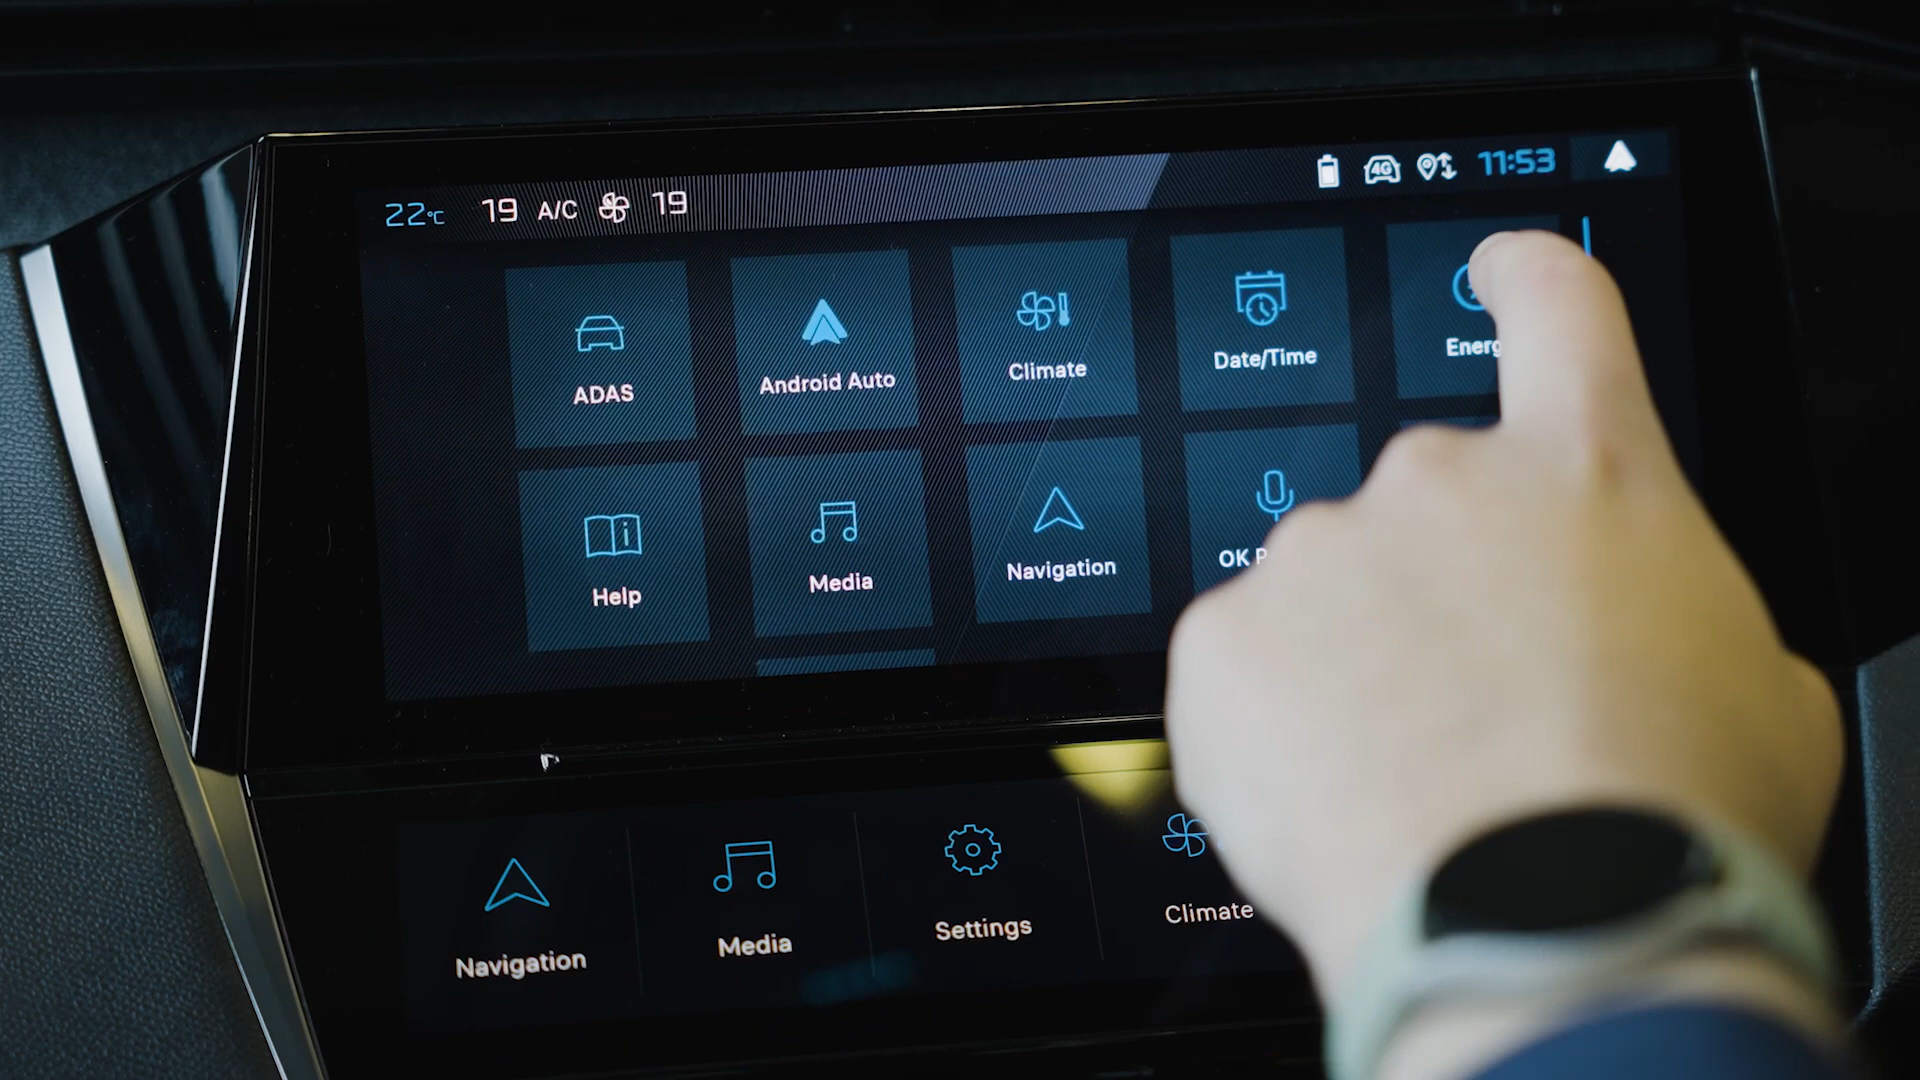 22°C 19 A/C 19 4G 11:53
ADAS Android Auto Climate Date/Time
Help Media Navigation OK
Navigation Media Settings Climate